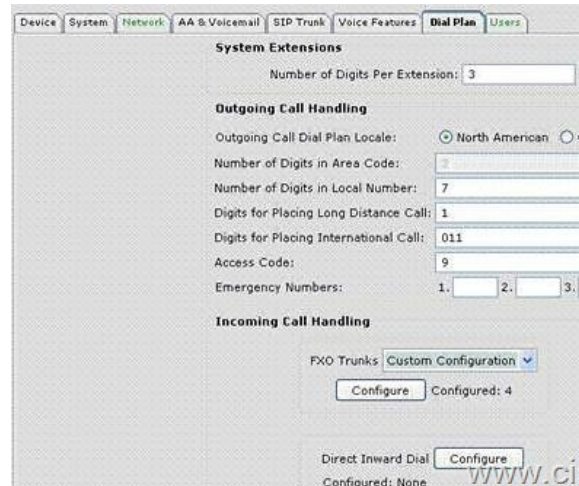 Device System Network AA & Voicemail SIP Trunk Voice Features Dial Plan Users
System Extensions
Number of Digits Per Extension: 3
Outgoing Call Handling
Outgoing Call Dial Plan Locale: North American
Number of Digits in Area Code:
Number of Digits in Local Number: 7
Digits for Placing Long Distance Call: 1
Digits for Placing International Call: 011
Access Code: 9
Emergency Numbers: 1. 2. 3.
Incoming Call Handling
FXO Trunks Custom Configuration
Configure Configured: 4
Direct Inward Dial Configure
Configured: None
www.ci